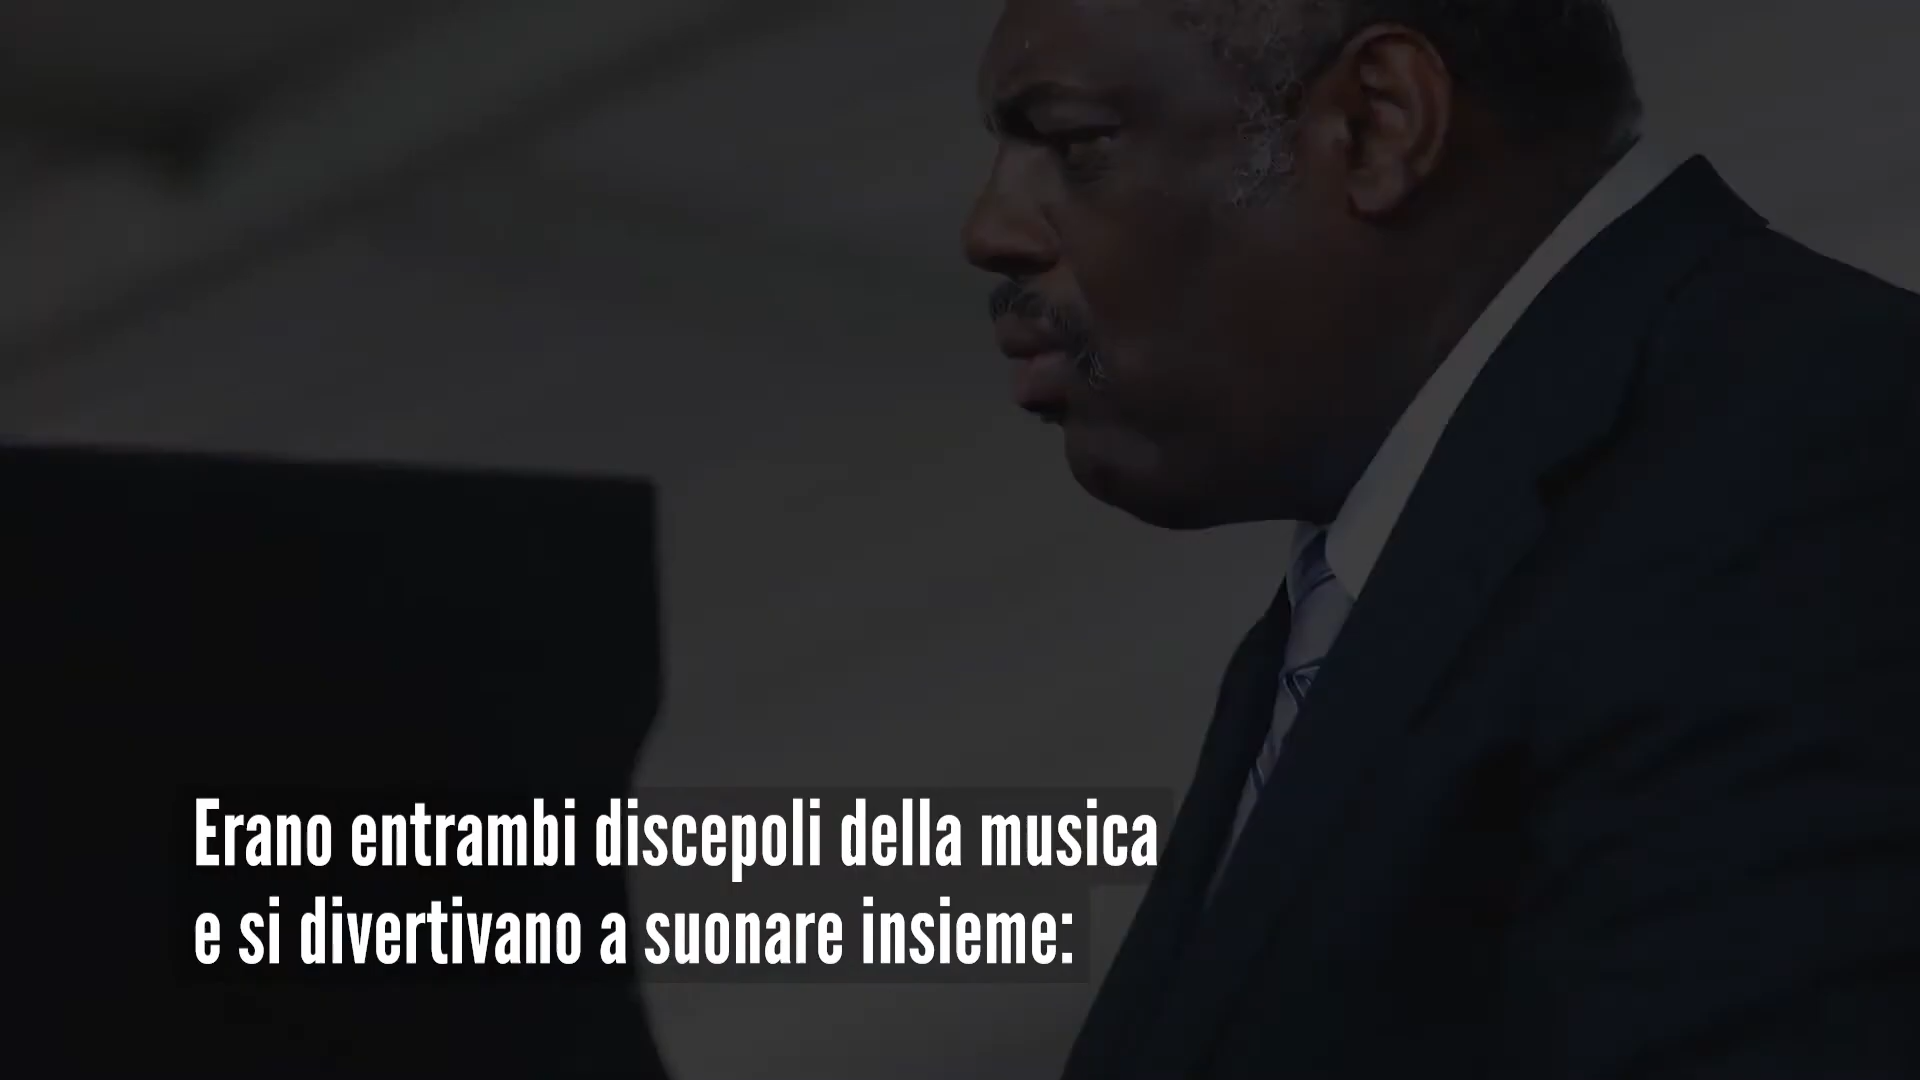 Erano entrambi discepoli della musica
e si divertivano a suonare insieme: